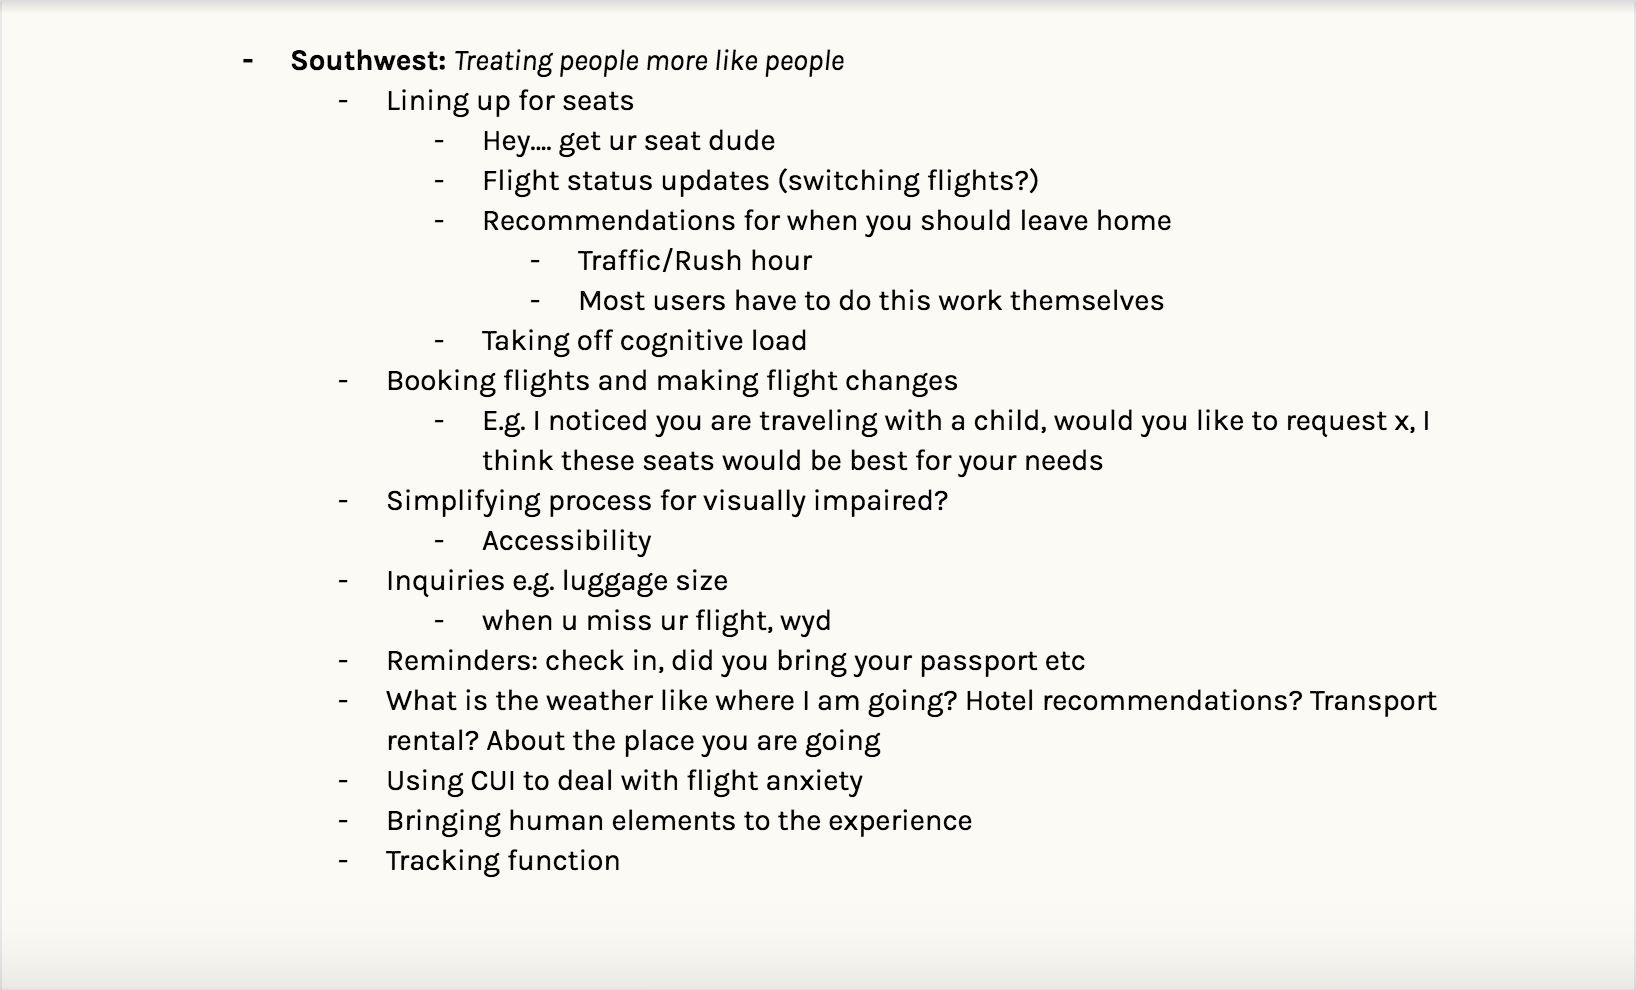 - Southwest: Treating people more like people
- Lining up for seats
- Hey.... get ur seat dude
- Flight status updates (switching flights?)
- Recommendations for when you should leave home
- Traffic/Rush hour
- Most users have to do this work themselves
- Taking off cognitive load
- Booking flights and making flight changes
- E.g. I noticed you are traveling with a child, would you like to request x, I
think these seats would be best for your needs
- Simplifying process for visually impaired?
- Accessibility
- Inquiries e.g. luggage size
- when u miss ur flight, wyd
- Reminders: check in, did you bring your passport etc
- What is the weather like where I am going? Hotel recommendations? Transport
rental? About the place you are going
- Using CUI to deal with flight anxiety
- Bringing human elements to the experience
- Tracking function